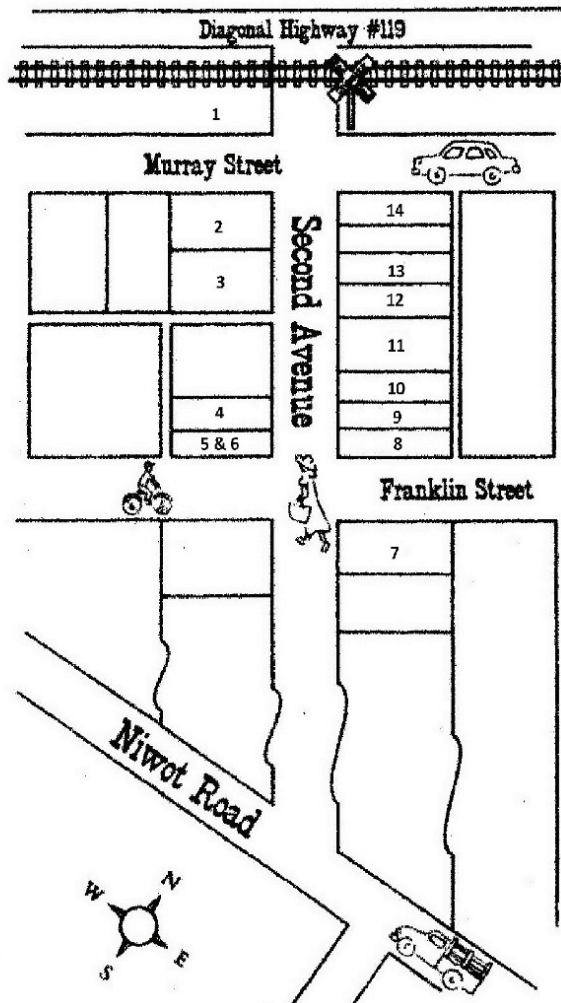 Diagonal Highway #119
1
Murray Street
Second Avenue
2
14
3
13
12
11
4
10
9
5 & 6
8
Franklin Street
7
Niwot Road
N
W
E
S